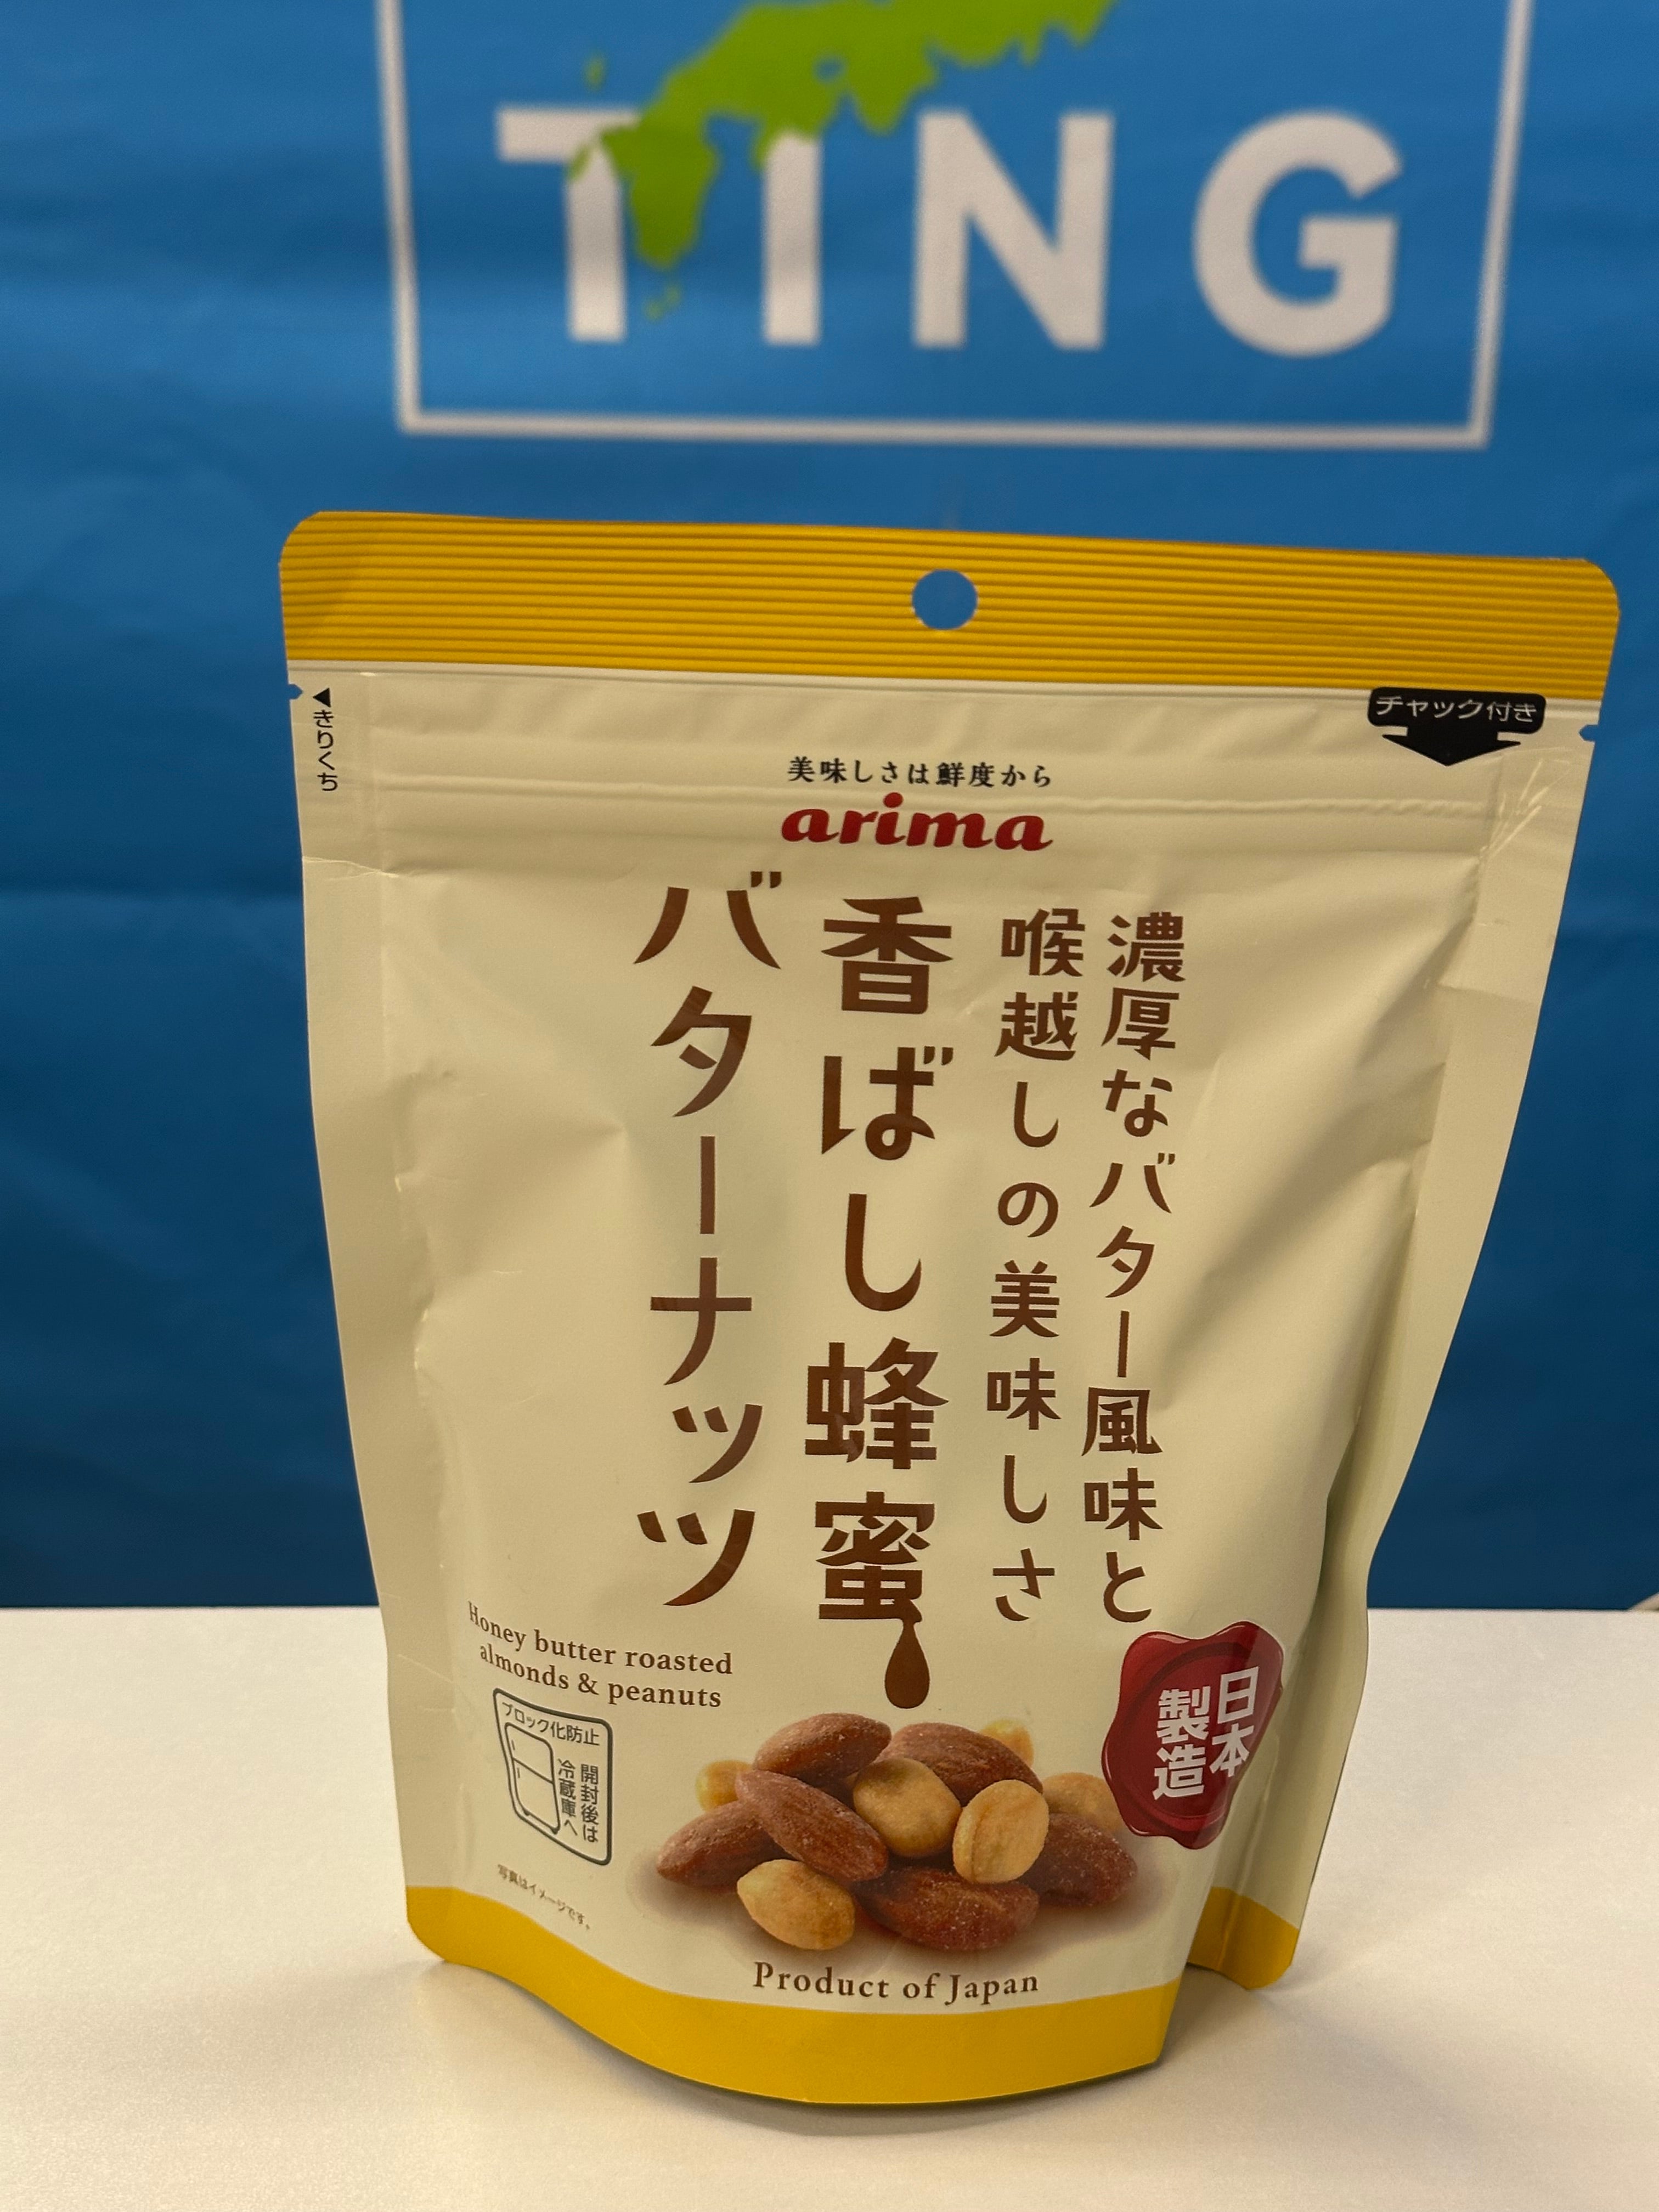 TING
◀きりくち
チャック付き
美味しさは鮮度から
arima
濃厚なバター風味と
喉越しの美味しさ
香ばし蜂蜜
バターナッツ
Honey butter roasted
almonds & peanuts
ブロック化防止
開封後は
冷蔵庫へ
日本
製造
写真はイメージです。
Product of Japan